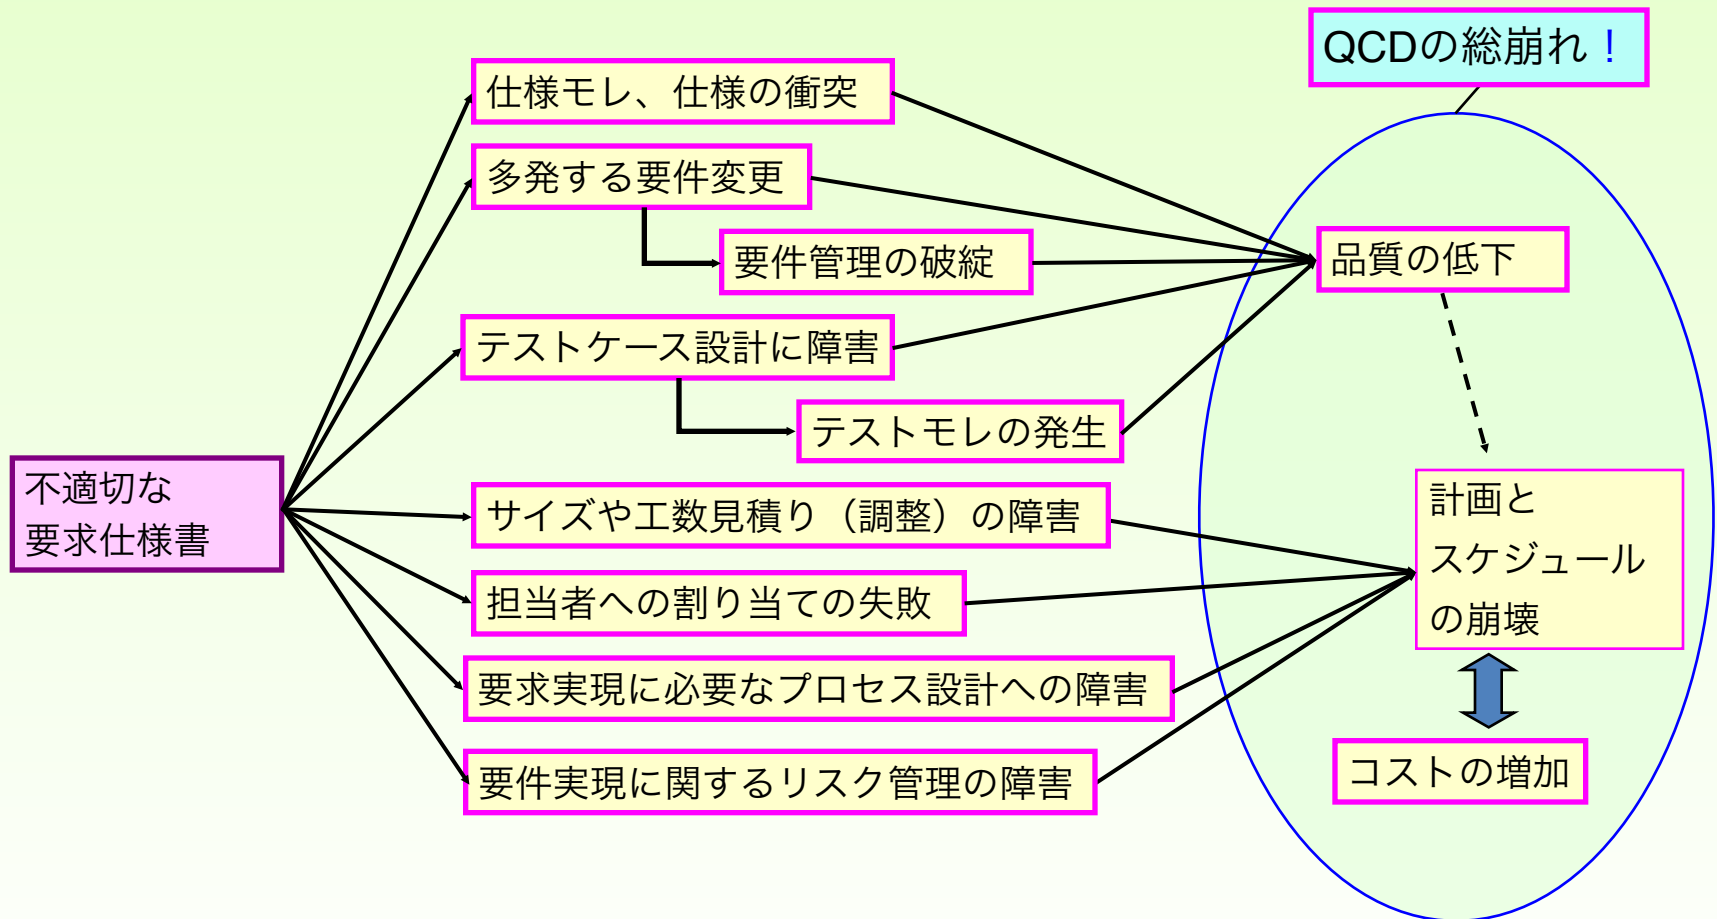 QCDの総崩れ！
仕様モレ、仕様の衝突
多発する要件変更
要件管理の破綻
品質の低下
テストケース設計に障害
テストモレの発生
不適切な
要求仕様書
サイズや工数見積り（調整）の障害
計画と
スケジュール
の崩壊
担当者への割り当ての失敗
要求実現に必要なプロセス設計への障害
要件実現に関するリスク管理の障害
コストの増加